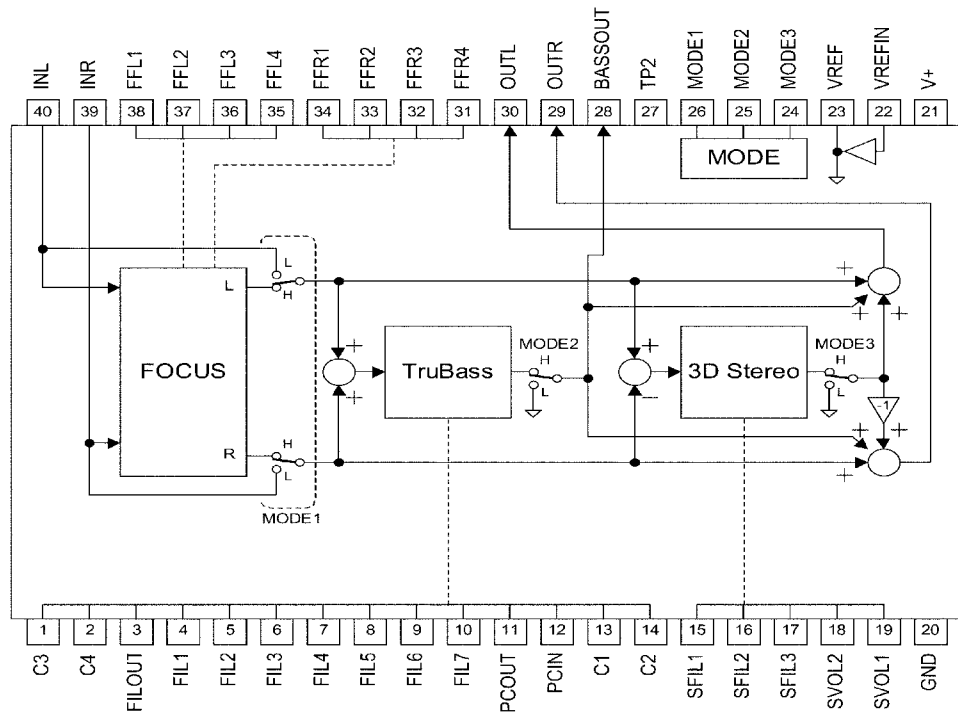 INL INR FFL1 FFL2 FFL3 FFL4 FFR1 FFR2 FFR3 FFR4 OUTL OUTR BASSOUT TP2 MODE1 MODE2 MODE3 VREF VREFIN V+
40 39 38 37 36 35 34 33 32 31 30 29 28 27 26 25 24 23 22 21
MODE
L
L H
+
+ +
FOCUS
+
TruBass
MODE2
H
L
+
−
3D Stereo
MODE3
H
L
-1
+
+ +
R
H
L
+
MODE1
1 2 3 4 5 6 7 8 9 10 11 12 13 14 15 16 17 18 19 20
C3 C4 FILOUT FIL1 FIL2 FIL3 FIL4 FIL5 FIL6 FIL7 PCOUT PCIN C1 C2 SFIL1 SFIL2 SFIL3 SVOL2 SVOL1 GND